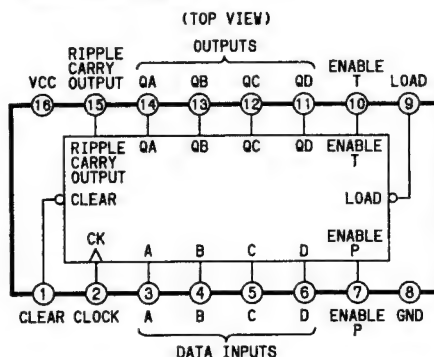 (TOP VIEW)
OUTPUTS
RIPPLE
CARRY
OUTPUT
VCC
QA QB QC QD
ENABLE
T
LOAD
16 15 14 13 12 11 10 9
RIPPLE
CARRY
OUTPUT
QA QB QC QD
ENABLE
T
CLEAR
LOAD
CK
A B C D
ENABLE
P
1 2 3 4 5 6 7 8
CLEAR CLOCK A B C D ENABLE
P
GND
DATA INPUTS